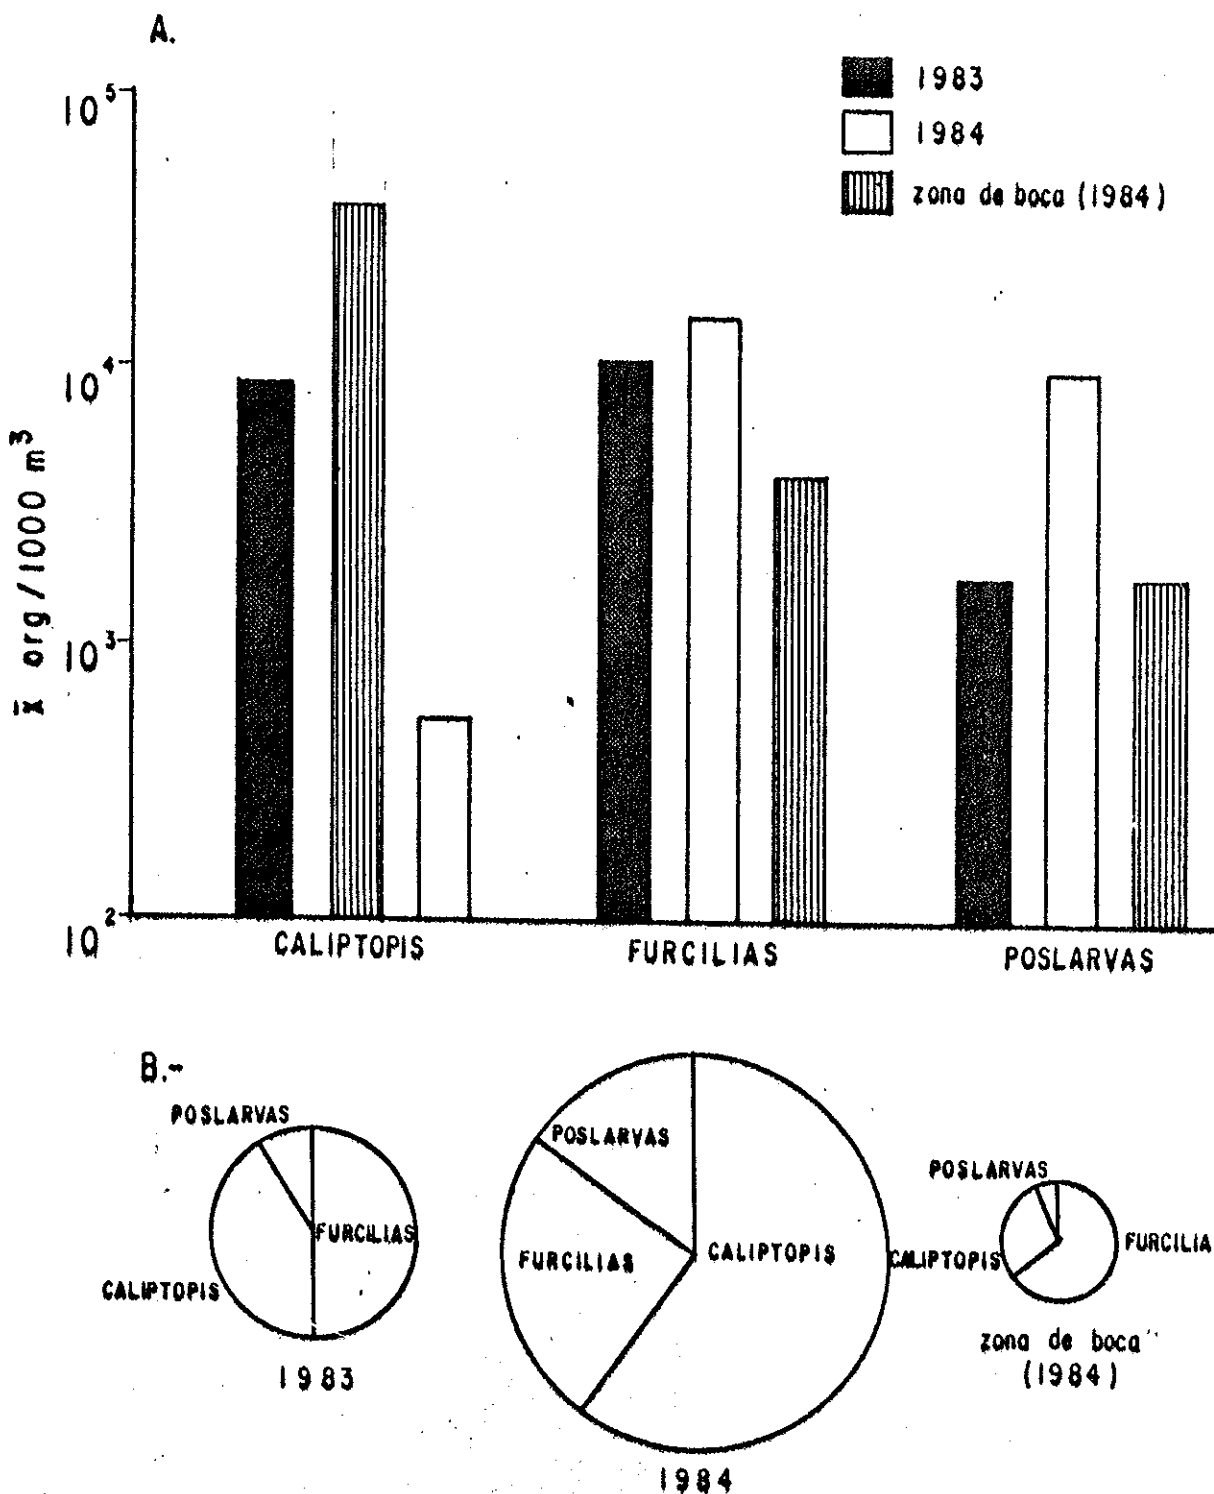 A.
1983
1984
zona de boca (1984)
10⁵
10⁴
10³
10²
x̄ org/1000 m³
CALIPTOPIS
FURCILIAS
POSLARVAS
B.-
POSLARVAS
FURCILIAS
CALIPTOPIS
1983
POSLARVAS
FURCILIAS
CALIPTOPIS
1984
POSLARVAS
CALIPTOPIS
FURCILIA
zona de boca
(1984)